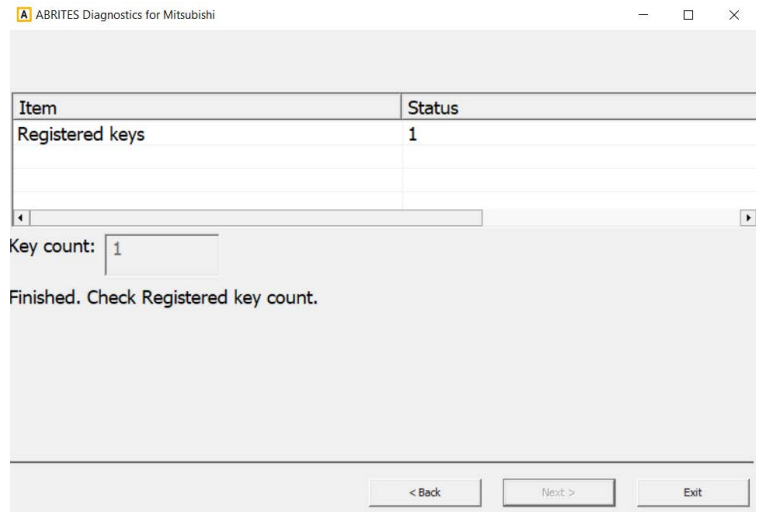 A ABRITES Diagnostics for Mitsubishi
Item Status
Registered keys 1
Key count: 1
Finished. Check Registered key count.
< Back Next > Exit